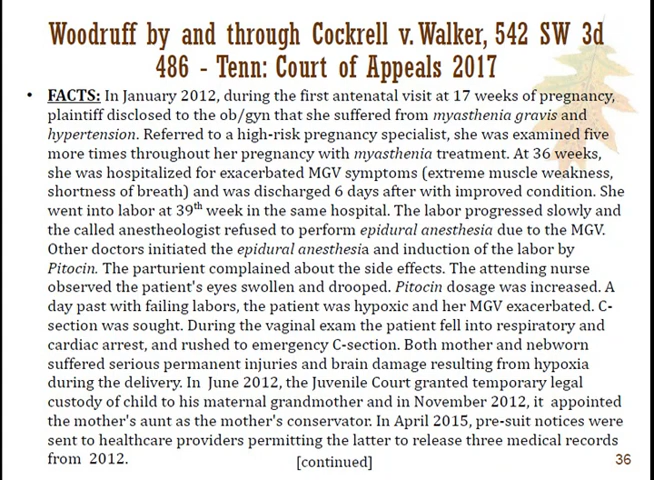 Woodruff by and through Cockrell v. Walker, 542 SW 3d
486 - Tenn: Court of Appeals 2017
• FACTS: In January 2012, during the first antenatal visit at 17 weeks of pregnancy,
plaintiff disclosed to the ob/gyn that she suffered from myasthenia gravis and
hypertension. Referred to a high-risk pregnancy specialist, she was examined five
more times throughout her pregnancy with myasthenia treatment. At 36 weeks,
she was hospitalized for exacerbated MGV symptoms (extreme muscle weakness,
shortness of breath) and was discharged 6 days after with improved condition. She
went into labor at 39th week in the same hospital. The labor progressed slowly and
the called anestheologist refused to perform epidural anesthesia due to the MGV.
Other doctors initiated the epidural anesthesia and induction of the labor by
Pitocin. The parturient complained about the side effects. The attending nurse
observed the patient's eyes swollen and drooped. Pitocin dosage was increased. A
day past with failing labors, the patient was hypoxic and her MGV exacerbated. C-
section was sought. During the vaginal exam the patient fell into respiratory and
cardiac arrest, and rushed to emergency C-section. Both mother and nebworn
suffered serious permanent injuries and brain damage resulting from hypoxia
during the delivery. In June 2012, the Juvenile Court granted temporary legal
custody of child to his maternal grandmother and in November 2012, it appointed
the mother's aunt as the mother's conservator. In April 2015, pre-suit notices were
sent to healthcare providers permitting the latter to release three medical records
from 2012.
[continued]
36